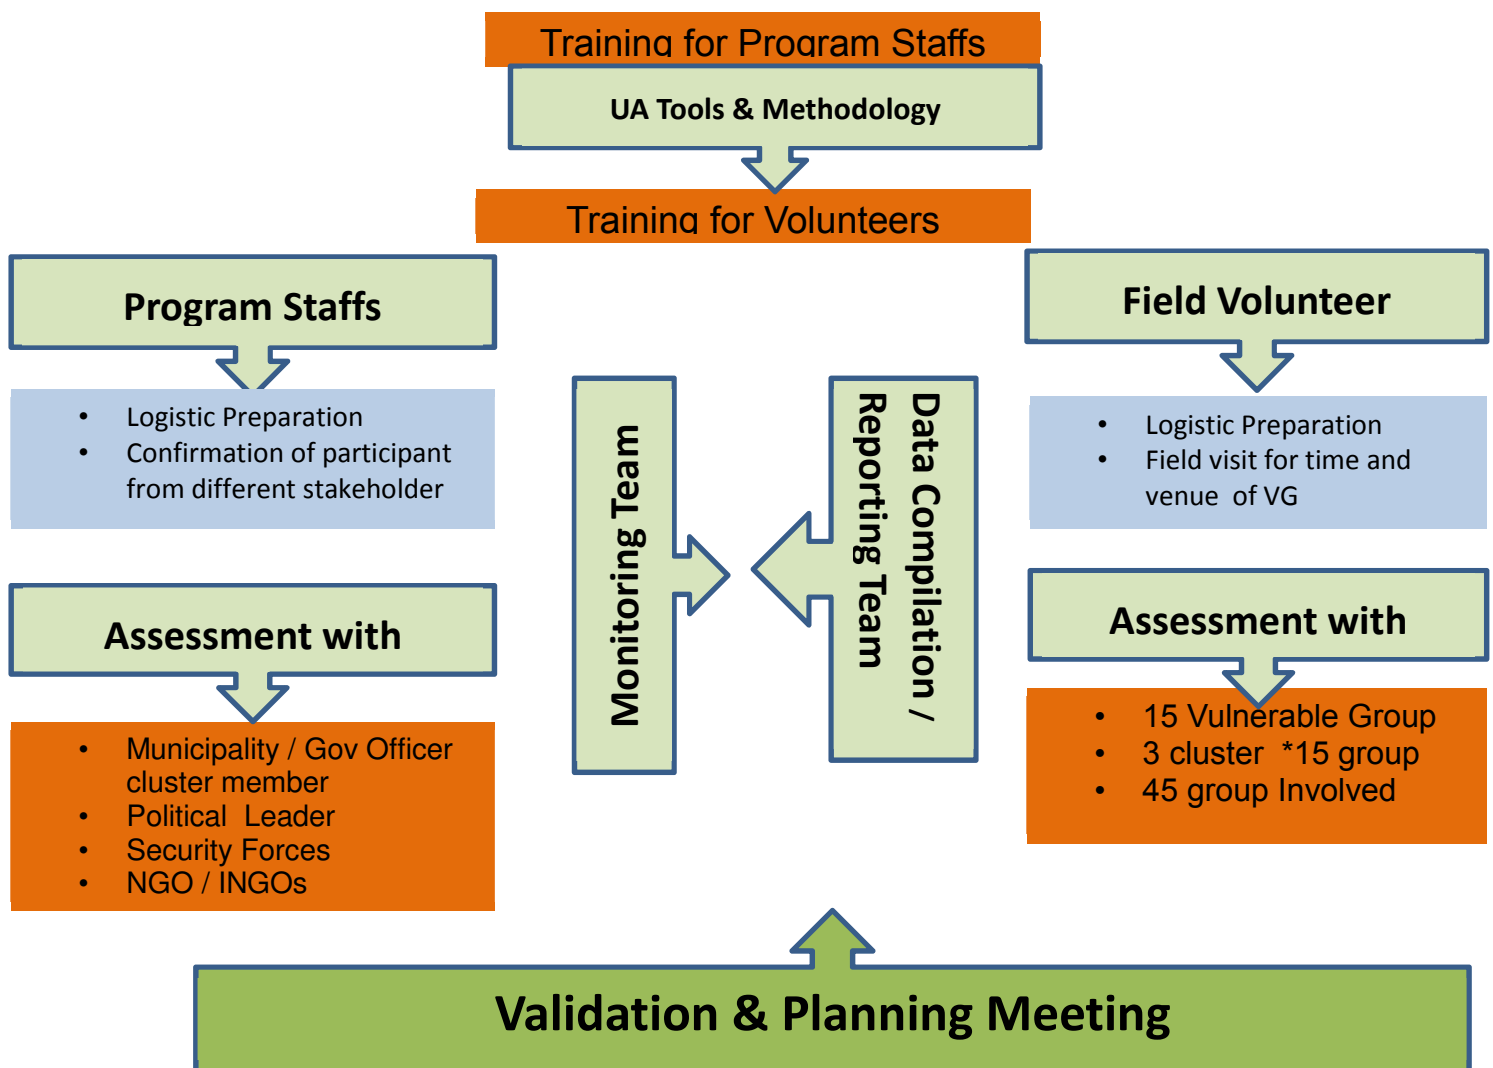 Training for Program Staffs
UA Tools & Methodology
Training for Volunteers
Program Staffs
• Logistic Preparation
• Confirmation of participant
from different stakeholder
Assessment with
• Municipality / Gov Officer
cluster member
• Political Leader
• Security Forces
• NGO / INGOs
Monitoring Team
Data Compilation /
Reporting Team
Field Volunteer
• Logistic Preparation
• Field visit for time and
venue of VG
Assessment with
• 15 Vulnerable Group
• 3 cluster *15 group
• 45 group Involved
Validation & Planning Meeting